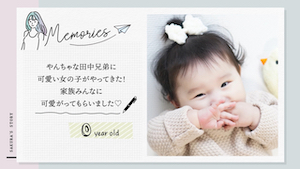 Memories
やんちゃな田中兄弟に
可愛い女の子がやってきた!
家族みんなに
可愛がってもらいました♡
0 year old
SAKURA'S STORY